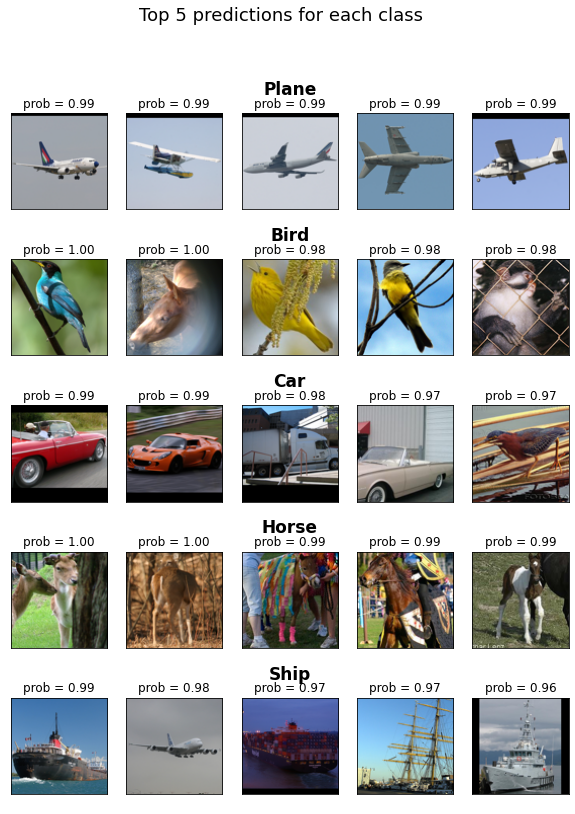 Top 5 predictions for each class
Plane
prob = 0.99 prob = 0.99 prob = 0.99 prob = 0.99 prob = 0.99
Bird
prob = 1.00 prob = 1.00 prob = 0.98 prob = 0.98 prob = 0.98
Car
prob = 0.99 prob = 0.99 prob = 0.98 prob = 0.97 prob = 0.97
Horse
prob = 1.00 prob = 1.00 prob = 0.99 prob = 0.99 prob = 0.99
Ship
prob = 0.99 prob = 0.98 prob = 0.97 prob = 0.97 prob = 0.96